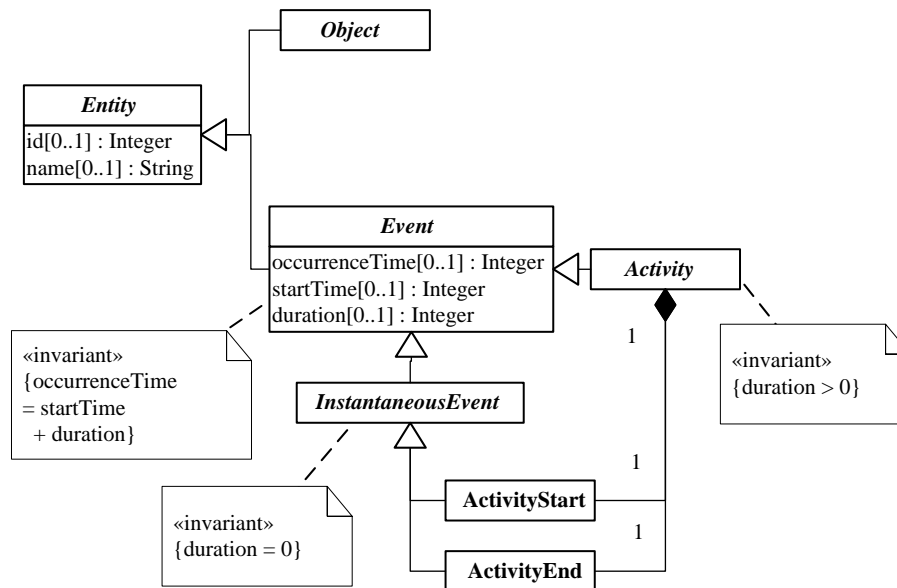 Object
Entity
id[0..1] : Integer
name[0..1] : String
Event
occurrenceTime[0..1] : Integer
startTime[0..1] : Integer
duration[0..1] : Integer
Activity
1
«invariant»
{occurrenceTime
= startTime
+ duration}
«invariant»
{duration > 0}
InstantaneousEvent
1
ActivityStart
«invariant»
{duration = 0}
1
ActivityEnd